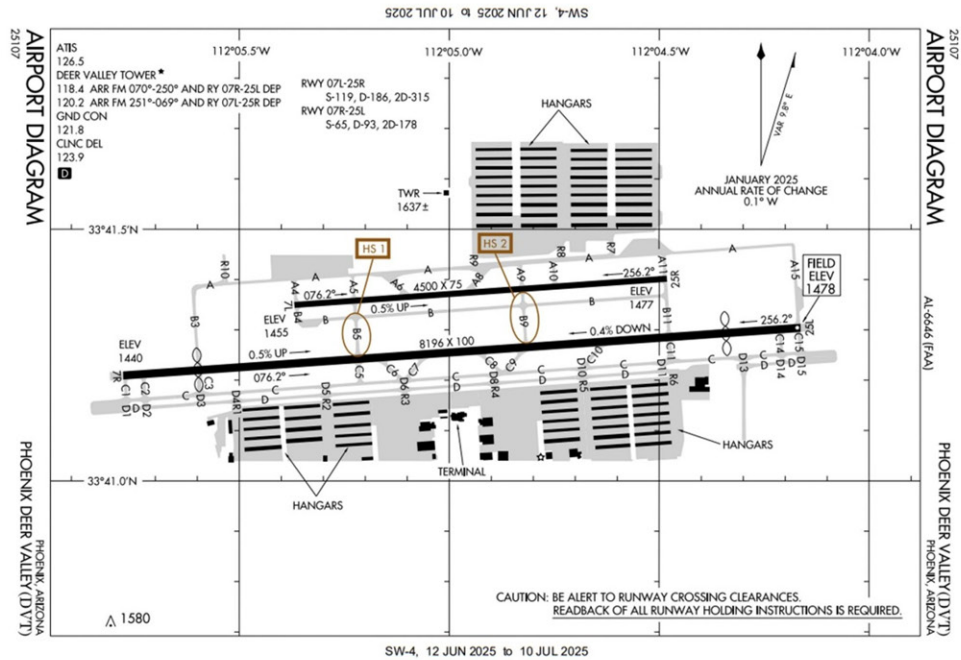 SW-4, 12 JUN 2025 to 10 JUL 2025
25107
AIRPORT DIAGRAM
25107
AIRPORT DIAGRAM
112°05.5'W
112°05.0'W
112°04.5'W
112°04.0'W
ATIS
126.5
DEER VALLEY TOWER★
118.4 ARR FM 070°-250° AND RY 07R-25L DEP
120.2 ARR FM 251°-069° AND RY 07L-25R DEP
GND CON
121.8
CLNC DEL
123.9
D
RWY 07L-25R
S-119, D-186, 2D-315
RWY 07R-25L
S-65, D-93, 2D-178
HANGARS
VAR 9.8° E
JANUARY 2025
ANNUAL RATE OF CHANGE
0.1° W
TWR
1637±
33°41.5'N
HS 1
HS 2
R10
A
A4
A5
A6
A
R9
A8
A9
A10
R8
R7
A11
A
A15
FIELD
ELEV
1478
076.2°
4500 X 75
256.2°
25R
7L
B4
B
0.5% UP
B
B
ELEV
1477
ELEV
1455
B3
B5
B9
B11
0.4% DOWN
256.2°
25L
8196 X 100
ELEV
1440
0.5% UP
7R
076.2°
C1
C2
C3
C5
C6
C7
C8
C9
C10
C11
C14
C15
D1
D
D2
C
D3
D4
R1
C
D
D5
R2
D6
R3
C
D
D8
R4
C
D
D10
R5
C
D
D11
R6
C
D
D13
C
D
D14
D15
HANGARS
TERMINAL
HANGARS
33°41.0'N
AL-6646 (FAA)
1580
CAUTION: BE ALERT TO RUNWAY CROSSING CLEARANCES.
READBACK OF ALL RUNWAY HOLDING INSTRUCTIONS IS REQUIRED.
PHOENIX, ARIZONA
PHOENIX DEER VALLEY (DVT)
PHOENIX, ARIZONA
PHOENIX DEER VALLEY (DVT)
SW-4, 12 JUN 2025 to 10 JUL 2025